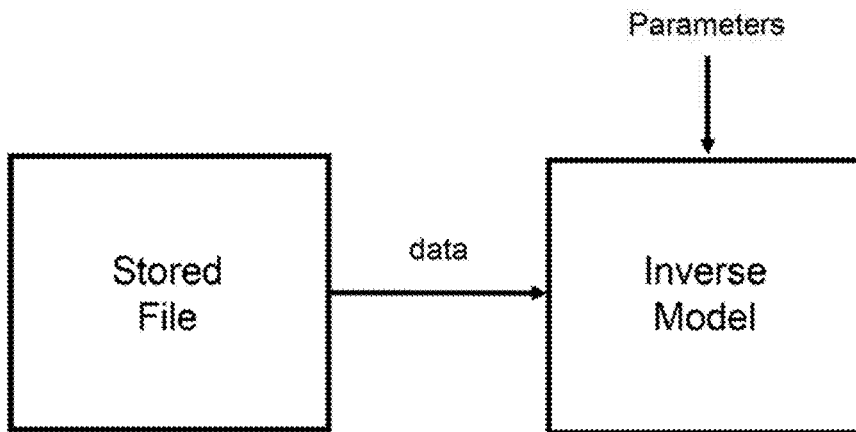 Parameters
Stored
File
data
Inverse
Model